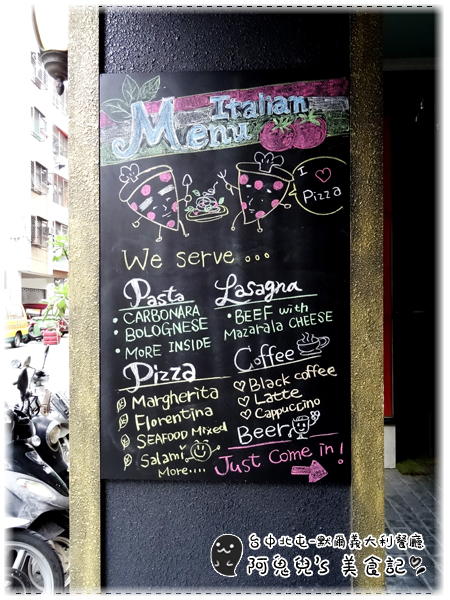 Italian
Menu
I ♡
Pizza
We serve ...
Pasta
• CARBONARA
• BOLOGNESE
• MORE INSIDE
Lasagna
• BEEF with
Mazarala CHEESE
Pizza
Margherita
Florentina
SEAFOOD Mixed
Salami
More....
Coffee
♡ Black coffee
♡ Latte
♡ Cappuccino
Beer
Just Come in!
台中北屯-默爾義大利餐廳
阿兔兒's 美食記